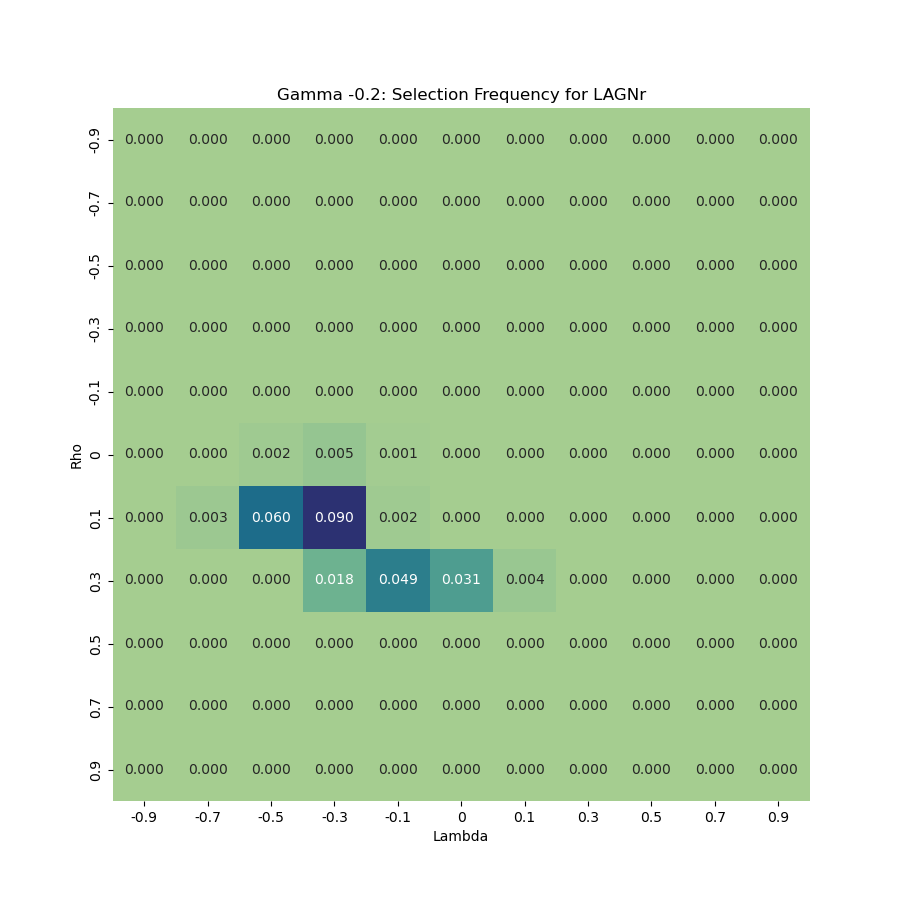 Gamma -0.2: Selection Frequency for LAGNr
-0.9 0.000 0.000 0.000 0.000 0.000 0.000 0.000 0.000 0.000 0.000 0.000
-0.7 0.000 0.000 0.000 0.000 0.000 0.000 0.000 0.000 0.000 0.000 0.000
-0.5 0.000 0.000 0.000 0.000 0.000 0.000 0.000 0.000 0.000 0.000 0.000
-0.3 0.000 0.000 0.000 0.000 0.000 0.000 0.000 0.000 0.000 0.000 0.000
-0.1 0.000 0.000 0.000 0.000 0.000 0.000 0.000 0.000 0.000 0.000 0.000
Rho
0 0.000 0.000 0.002 0.005 0.001 0.000 0.000 0.000 0.000 0.000 0.000
0.1 0.000 0.003 0.060 0.090 0.002 0.000 0.000 0.000 0.000 0.000 0.000
0.3 0.000 0.000 0.000 0.018 0.049 0.031 0.004 0.000 0.000 0.000 0.000
0.5 0.000 0.000 0.000 0.000 0.000 0.000 0.000 0.000 0.000 0.000 0.000
0.7 0.000 0.000 0.000 0.000 0.000 0.000 0.000 0.000 0.000 0.000 0.000
0.9 0.000 0.000 0.000 0.000 0.000 0.000 0.000 0.000 0.000 0.000 0.000
-0.9 -0.7 -0.5 -0.3 -0.1 0 0.1 0.3 0.5 0.7 0.9
Lambda